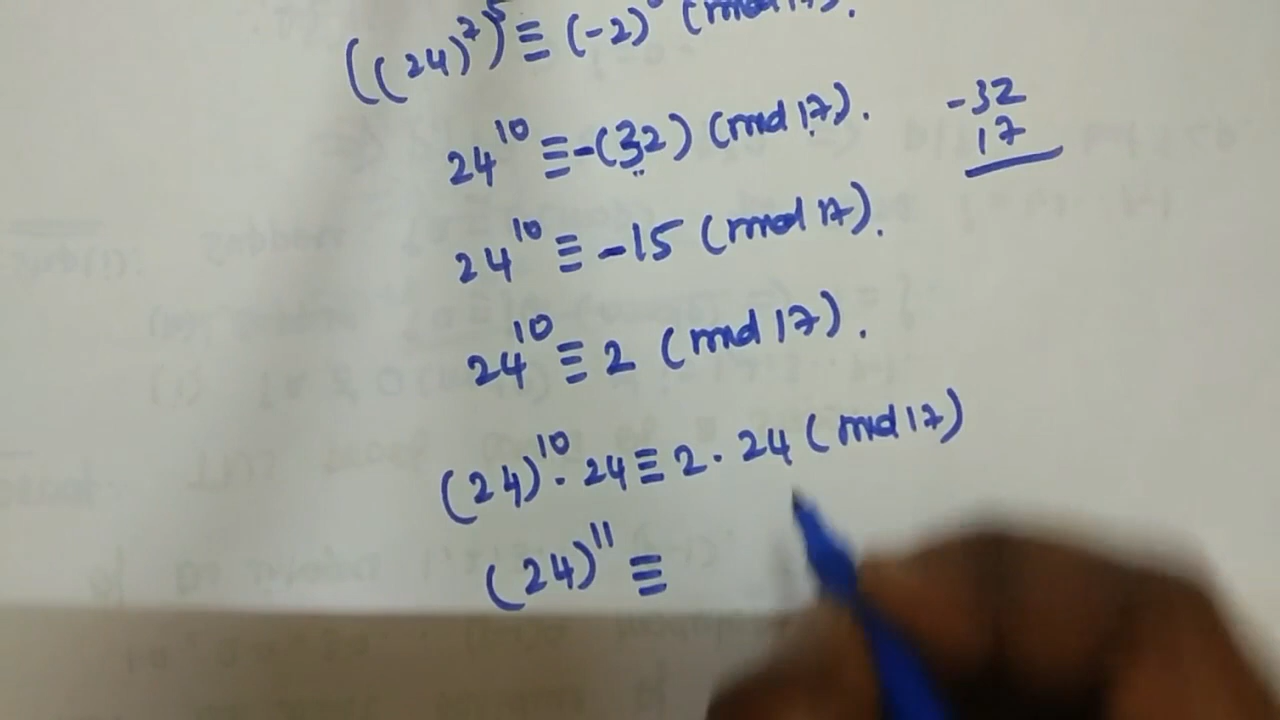 ((24)²)⁵ ≡ (-2)⁵ (mod 17).
24¹⁰ ≡ -(32) (mod 17).
-32
17
24¹⁰ ≡ -15 (mod 17).
24¹⁰ ≡ 2 (mod 17).
(24)¹⁰ · 24 ≡ 2 · 24 (mod 17)
(24)¹¹ ≡